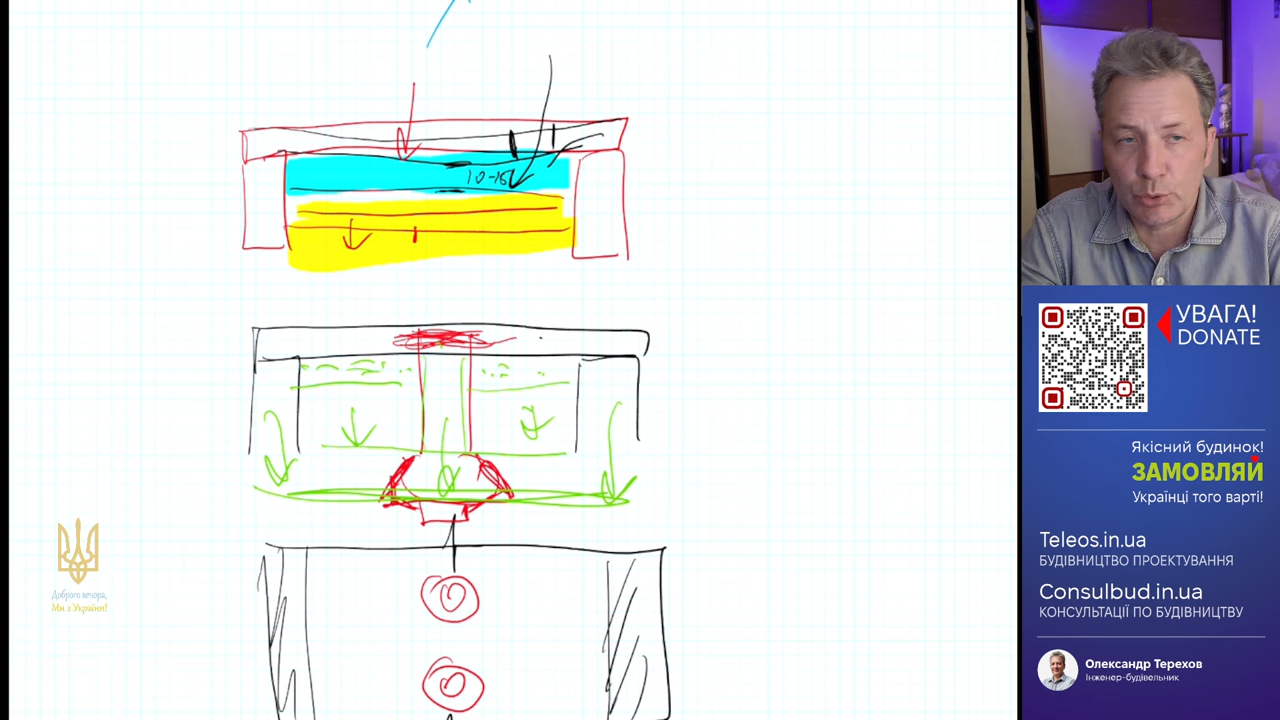 10-15
УВАГА!
DONATE
Якісний будинок!
ЗАМОВЛЯЙ
Українці того варті!
Teleos.in.ua
БУДІВНИЦТВО ПРОЕКТУВАННЯ
Consulbud.in.ua
КОНСУЛЬТАЦІЇ ПО БУДІВНИЦТВУ
Олександр Терехов
Інженер-будівельник
Доброго вечора,
Ми з України!